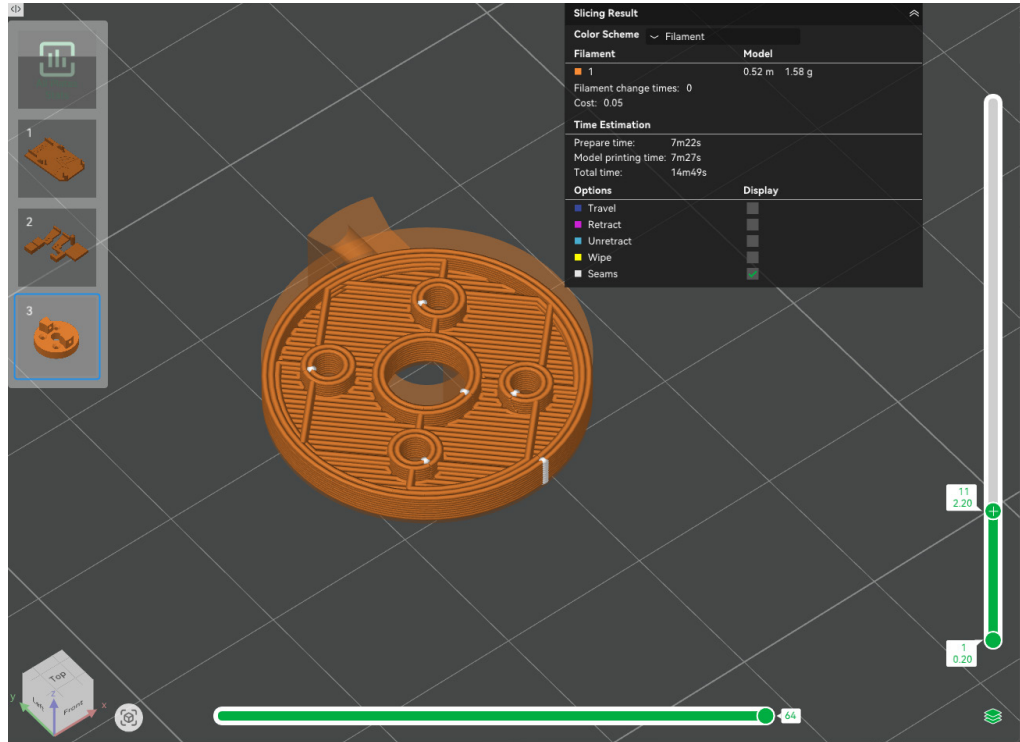 Slicing Result
Color Scheme Filament
Filament Model
1 0.52 m 1.58 g
Filament change times: 0
Cost: 0.05
Time Estimation
Prepare time: 7m22s
Model printing time: 7m27s
Total time: 14m49s
Options Display
Travel
Retract
Unretract
Wipe
Seams
1
2
3
11
2.20
1
0.20
64
Top
Left
Front
y
z
x